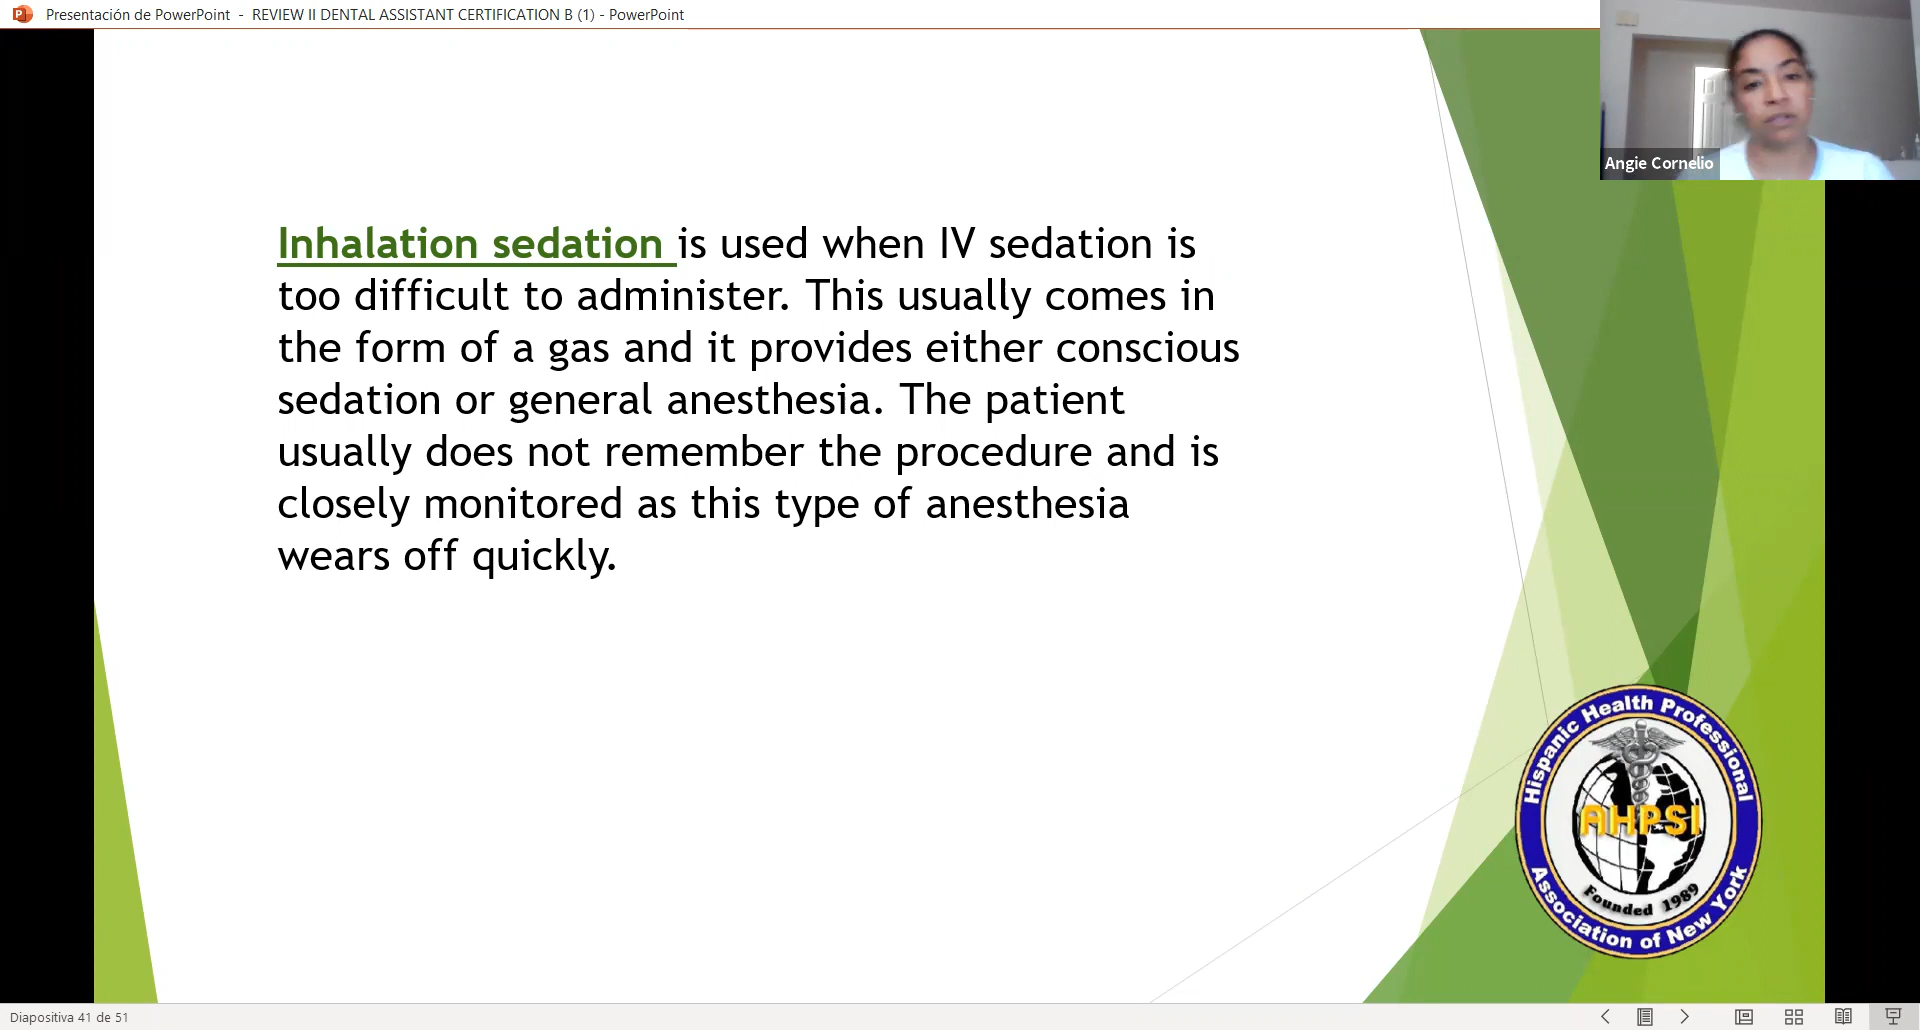 Presentación de PowerPoint - REVIEW II DENTAL ASSISTANT CERTIFICATION B (1) - PowerPoint
Angie Cornelio
Inhalation sedation is used when IV sedation is
too difficult to administer. This usually comes in
the form of a gas and it provides either conscious
sedation or general anesthesia. The patient
usually does not remember the procedure and is
closely monitored as this type of anesthesia
wears off quickly.
Hispanic Health Professional
AHPSI
Founded 1989
Association of New York
Diapositiva 41 de 51